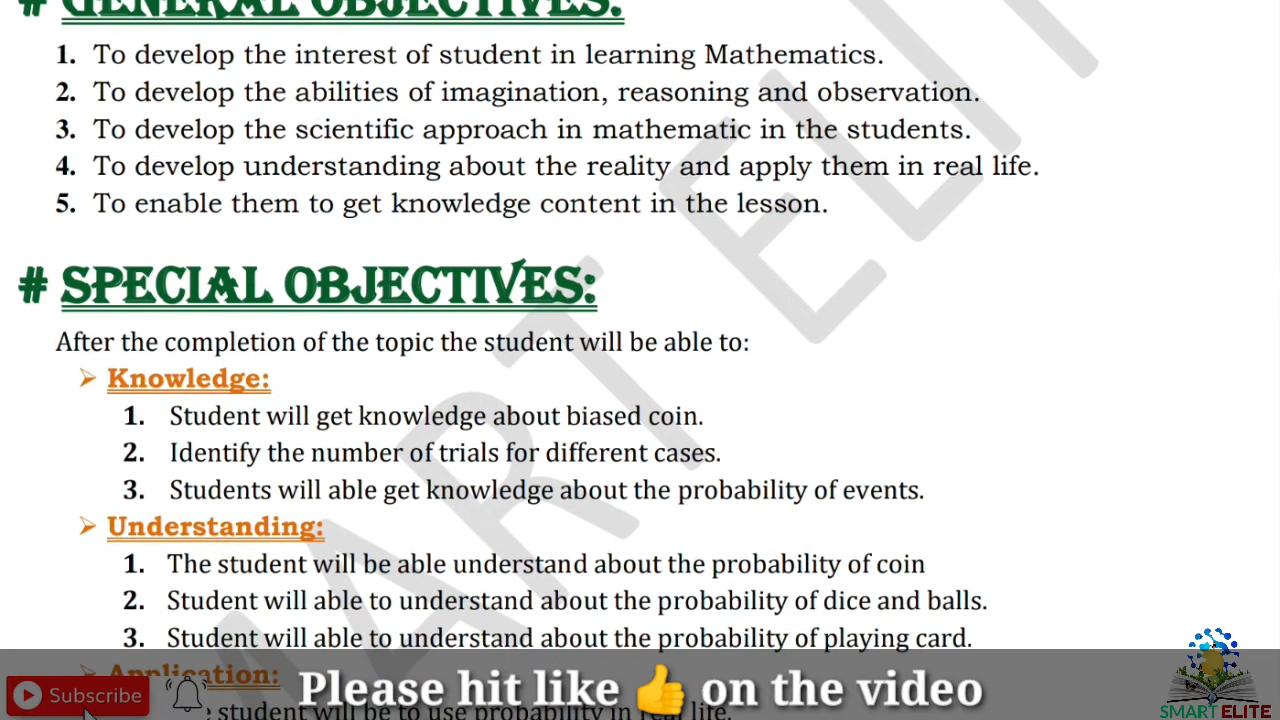 # GENERAL OBJECTIVES:
1. To develop the interest of student in learning Mathematics.
2. To develop the abilities of imagination, reasoning and observation.
3. To develop the scientific approach in mathematic in the students.
4. To develop understanding about the reality and apply them in real life.
5. To enable them to get knowledge content in the lesson.
# SPECIAL OBJECTIVES:
After the completion of the topic the student will be able to:
➢ Knowledge:
1. Student will get knowledge about biased coin.
2. Identify the number of trials for different cases.
3. Students will able get knowledge about the probability of events.
➢ Understanding:
1. The student will be able understand about the probability of coin
2. Student will able to understand about the probability of dice and balls.
3. Student will able to understand about the probability of playing card.
➢ Application:
Subscribe
Please hit like 👍 on the video
student will be to use probability in real life.
SMART ELITE